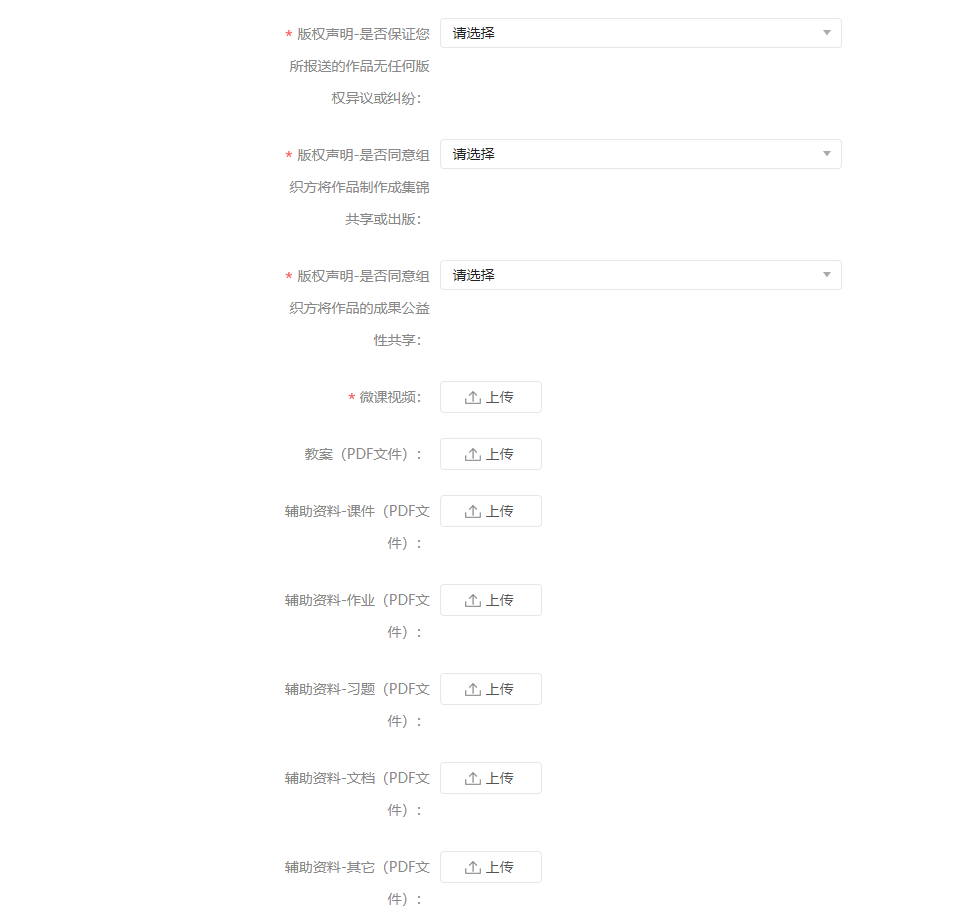 * 版权声明-是否保证您 请选择
所报送的作品无任何版
权异议或纠纷：
* 版权声明-是否同意组 请选择
织方将作品制作成集锦
共享或出版：
* 版权声明-是否同意组 请选择
织方将作品的成果公益
性共享：
* 微课视频： 上传
教案（PDF文件）： 上传
辅助资料-课件（PDF文 上传
件）：
辅助资料-作业（PDF文 上传
件）：
辅助资料-习题（PDF文 上传
件）：
辅助资料-文档（PDF文 上传
件）：
辅助资料-其它（PDF文 上传
件）：